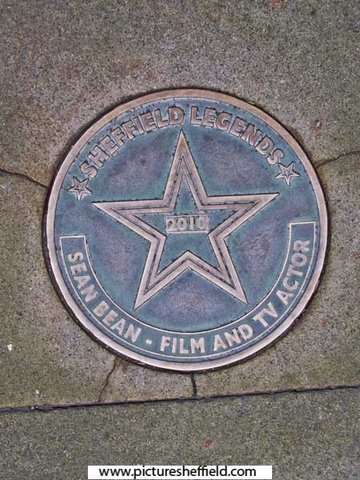 SHEFFIELD LEGENDS
2010
SEAN BEAN - FILM AND TV ACTOR
www.picturesheffield.com